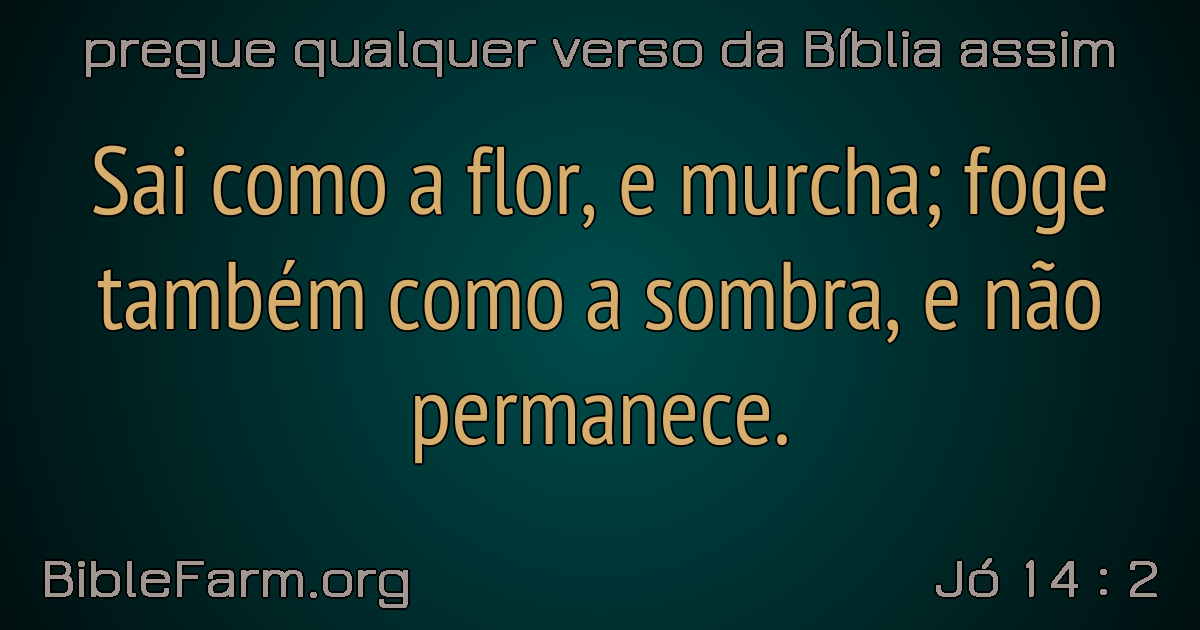 pregue qualquer verso da Bíblia assim
Sai como a flor, e murcha; foge
também como a sombra, e não
permanece.
BibleFarm.org
Jó 14 : 2